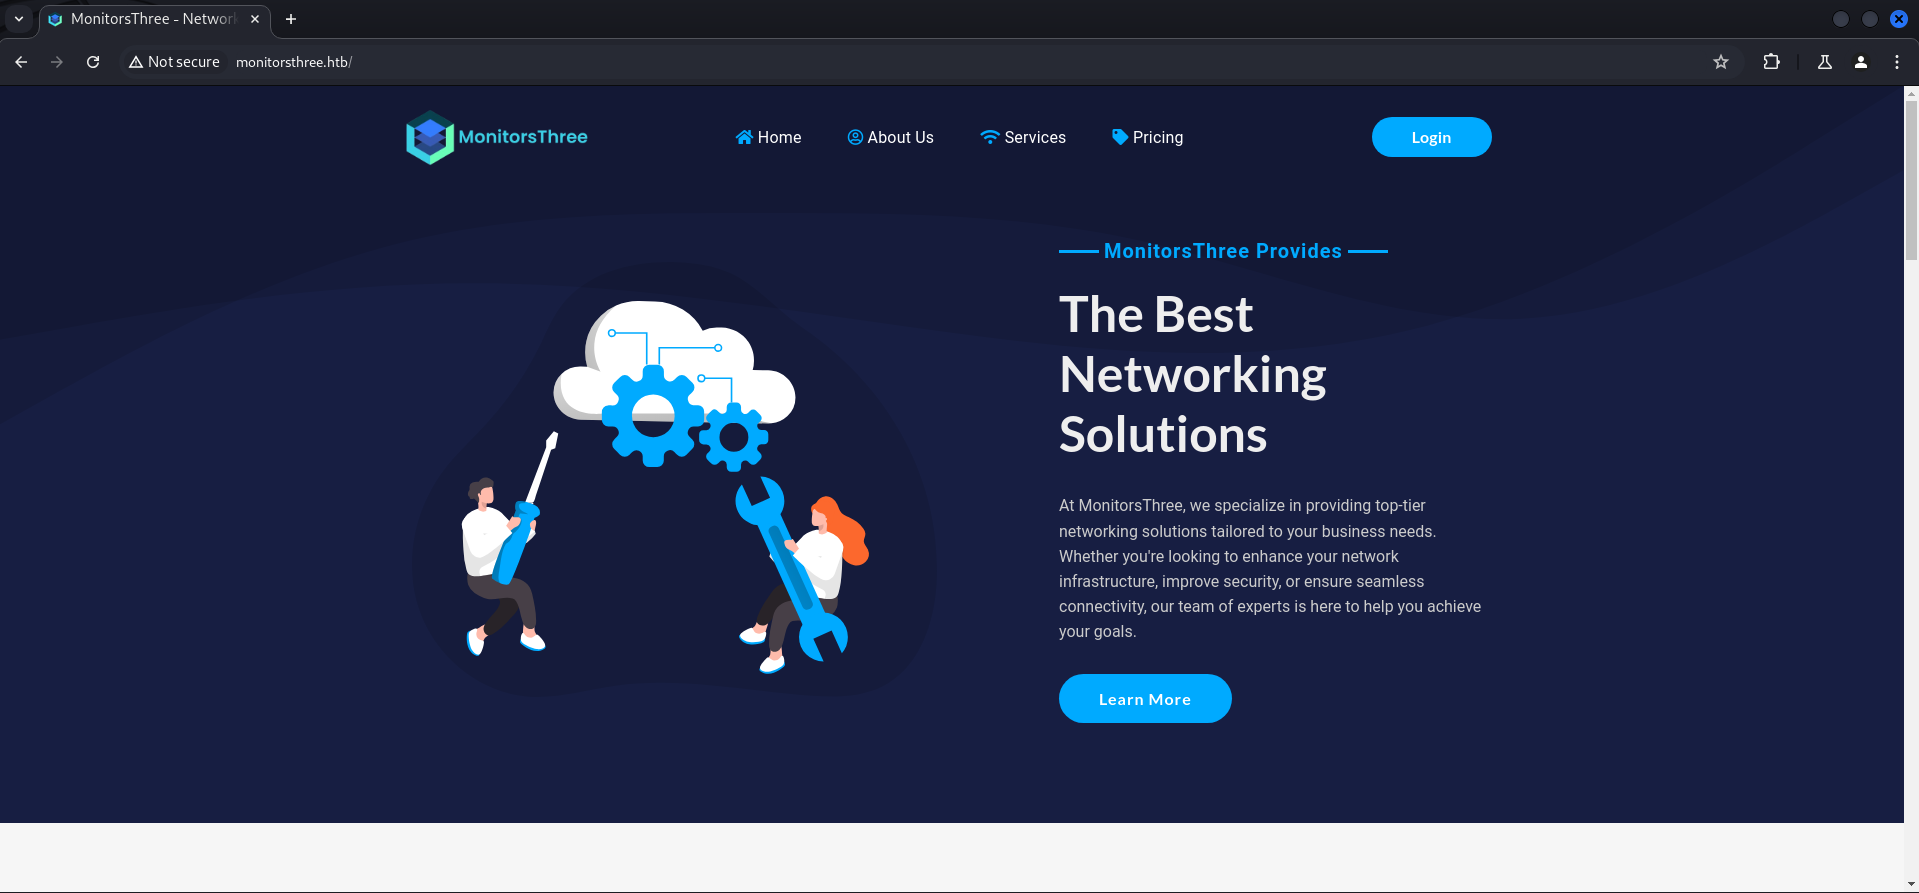 MonitorsThree - Network
Not secure monitorsthree.htb/
MonitorsThree Home About Us Services Pricing Login
MonitorsThree Provides
The Best
Networking
Solutions
At MonitorsThree, we specialize in providing top-tier
networking solutions tailored to your business needs.
Whether you're looking to enhance your network
infrastructure, improve security, or ensure seamless
connectivity, our team of experts is here to help you achieve
your goals.
Learn More